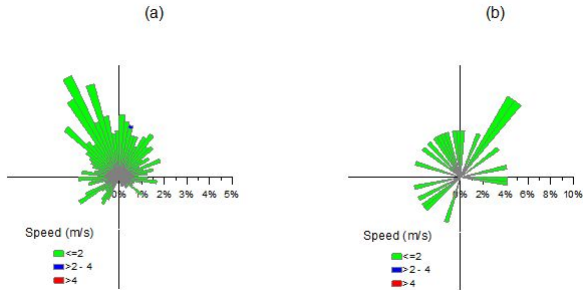 (a)
(b)
0% 1% 2% 3% 4% 5%
0% 2% 4% 6% 8% 10%
Speed (m/s)
<=2
>2 - 4
>4
Speed (m/s)
<=2
>2 - 4
>4